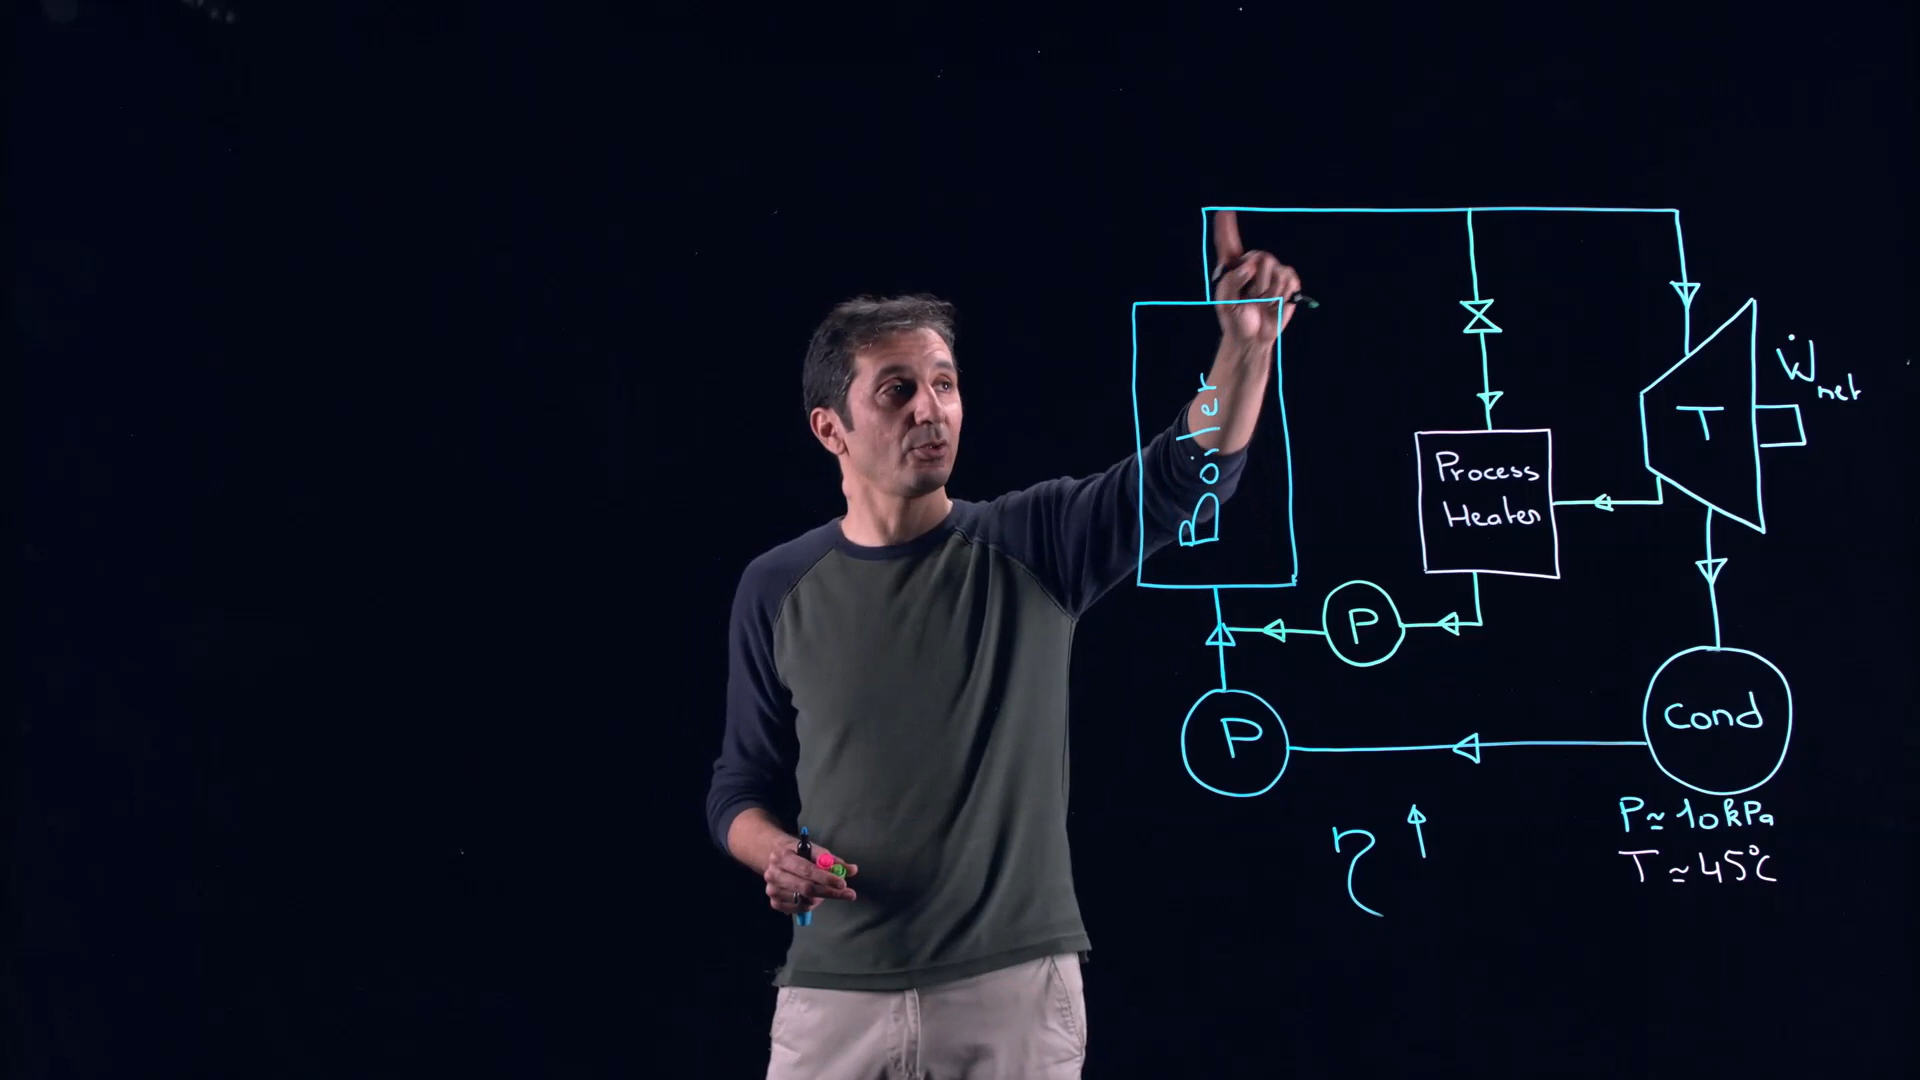 Boiler
Process
Heater
T
Ẇnet
P
P
Cond
P ≃ 10kPa
T ≃ 45°C
η ↑